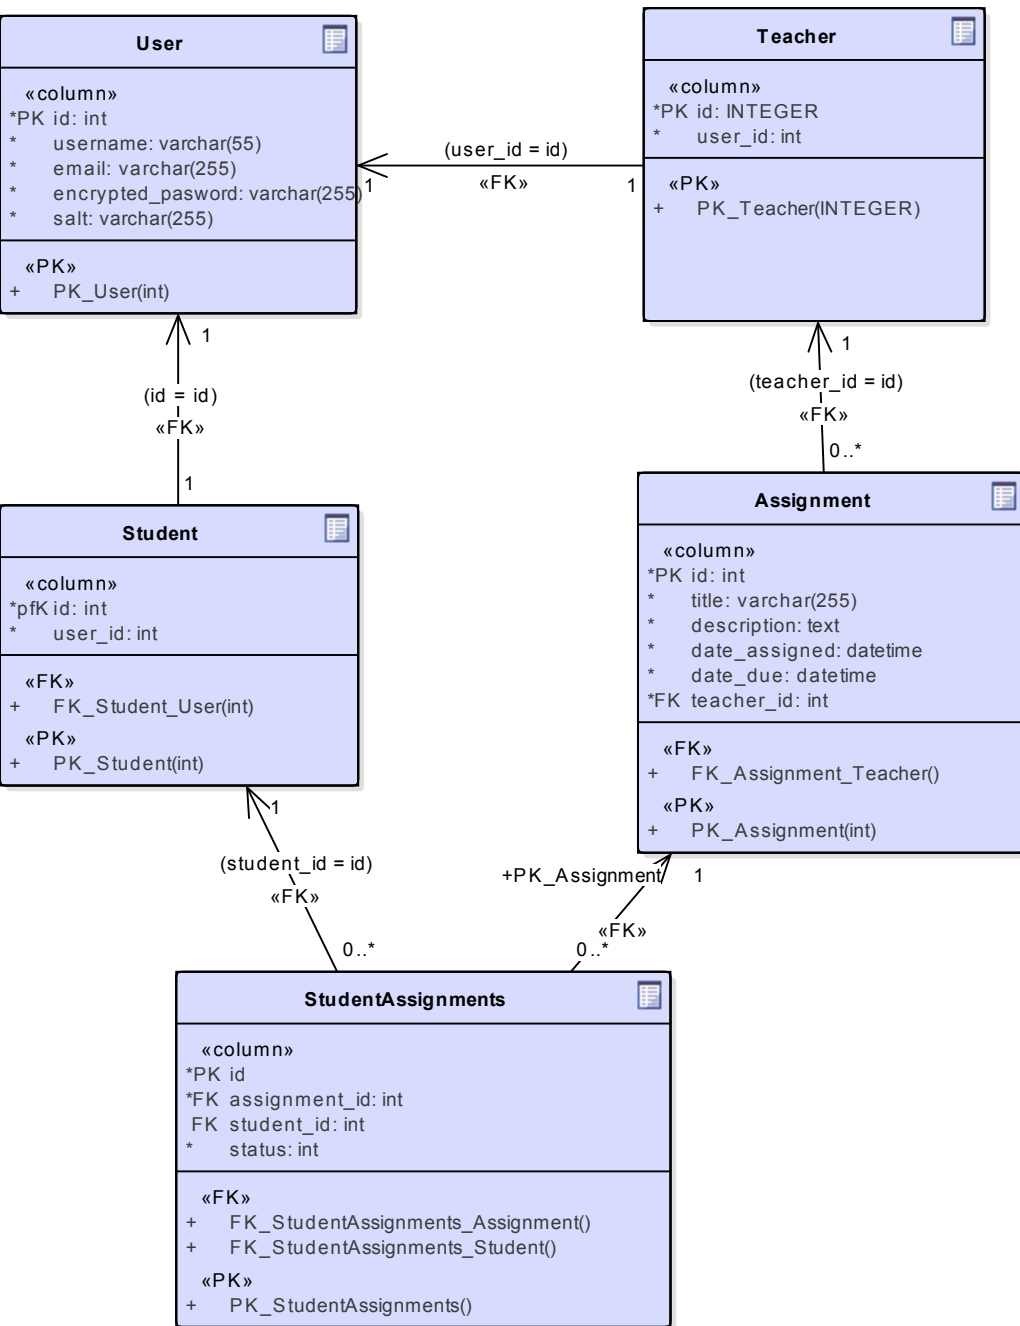 User
«column»
*PK id: int
* username: varchar(55)
* email: varchar(255)
* encrypted_pasword: varchar(255)
* salt: varchar(255)
«PK»
+ PK_User(int)
Teacher
«column»
*PK id: INTEGER
* user_id: int
«PK»
+ PK_Teacher(INTEGER)
(user_id = id)
«FK»
1
1
1
(id = id)
«FK»
1
1
(teacher_id = id)
«FK»
0..*
Student
«column»
*pfK id: int
* user_id: int
«FK»
+ FK_Student_User(int)
«PK»
+ PK_Student(int)
Assignment
«column»
*PK id: int
* title: varchar(255)
* description: text
* date_assigned: datetime
* date_due: datetime
*FK teacher_id: int
«FK»
+ FK_Assignment_Teacher()
«PK»
+ PK_Assignment(int)
1
(student_id = id)
«FK»
0..*
+PK_Assignment
1
«FK»
0..*
StudentAssignments
«column»
*PK id
*FK assignment_id: int
FK student_id: int
* status: int
«FK»
+ FK_StudentAssignments_Assignment()
+ FK_StudentAssignments_Student()
«PK»
+ PK_StudentAssignments()